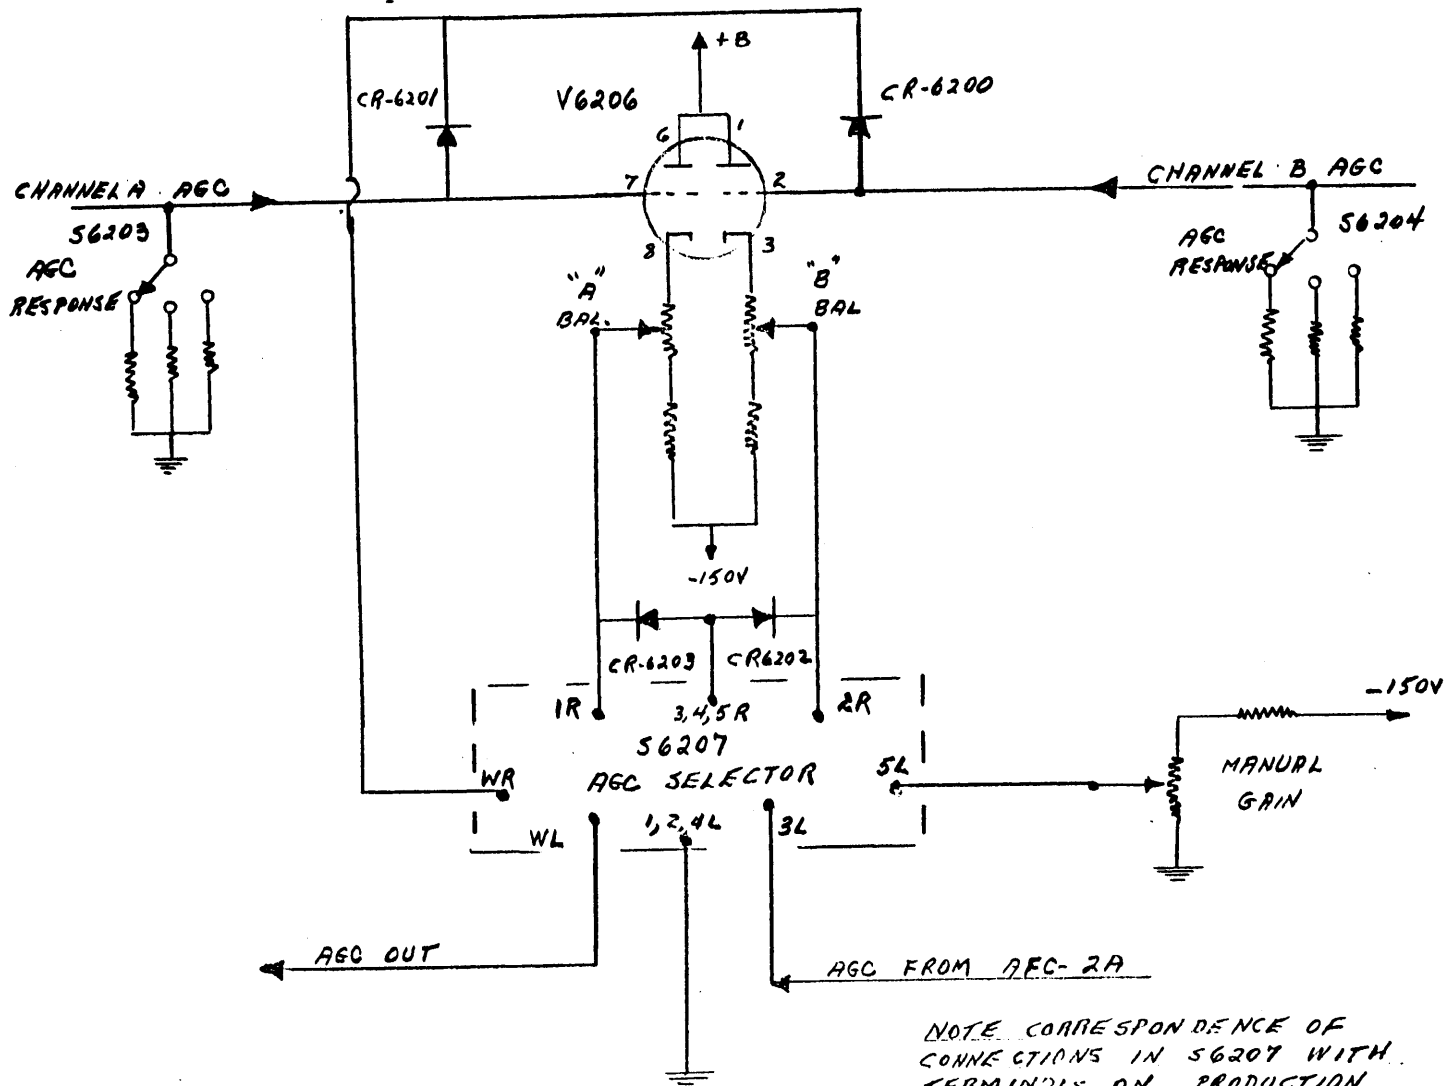 +B
CR-6201
V6206
CR-6200
6
1
7
2
CHANNEL A AGC
CHANNEL B AGC
S6203
S6204
8
3
AGC
RESPONSE
AGC
RESPONSE
"A"
BAL.
"B"
BAL
-150V
CR-6203
CR6202
1R
3,4,5R
2R
-150V
S6207
AGC SELECTOR
WR
5L
MANUAL
GAIN
1,2,4L
3L
WL
AGC OUT
AGC FROM AFC-2A
NOTE CORRESPONDENCE OF
CONNECTIONS IN S6207 WITH
TERMINALS ON PRODUCTION